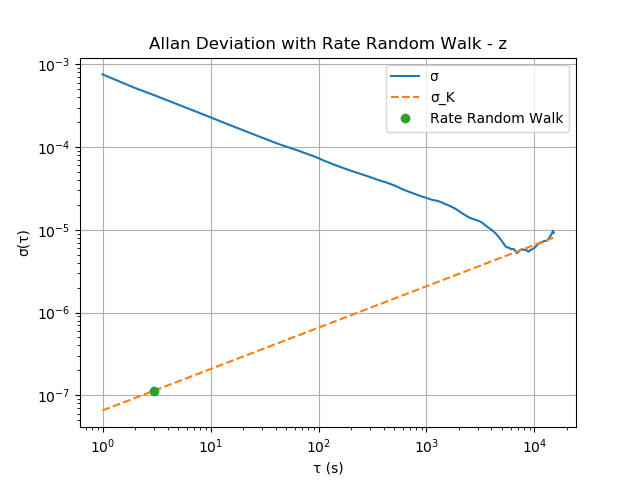 Allan Deviation with Rate Random Walk - z
10⁻³
10⁻⁴
10⁻⁵
10⁻⁶
10⁻⁷
σ(τ)
σ
σ_K
Rate Random Walk
10⁰ 10¹ 10² 10³ 10⁴
τ (s)